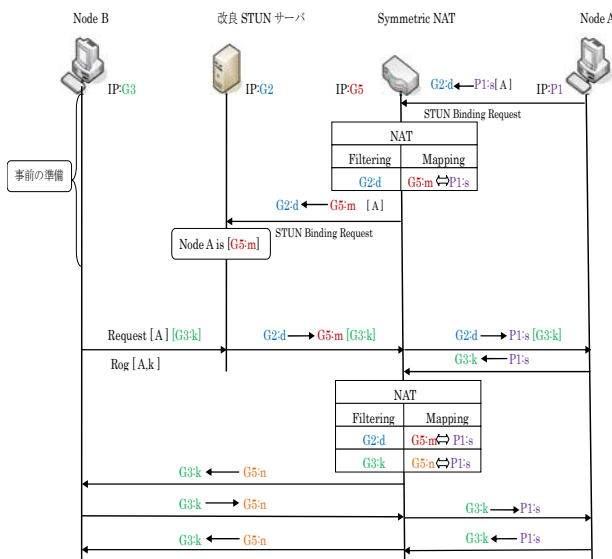 Node B 改良 STUN サーバ Symmetric NAT Node A
IP:G3 IP:G2 IP:G5 G2:d P1:s[A] IP:P1
STUN Binding Request
NAT
Filtering Mapping
G2:d G5:m⇔P1:s
事前の準備
G2:d G5:m [A]
STUN Binding Request
Node A is [G5:m]
Request [A] [G3:k] G2:d G5:m [G3:k] G2:d P1:s [G3:k]
Rog [A,k] G3:k P1:s
NAT
Filtering Mapping
G2:d G5:m⇔ P1:s
G3:k G5:n⇔P1:s
G3:k G5:n
G3:k G5:n G3:k P1:s
G3:k G5:n G3:k P1:s